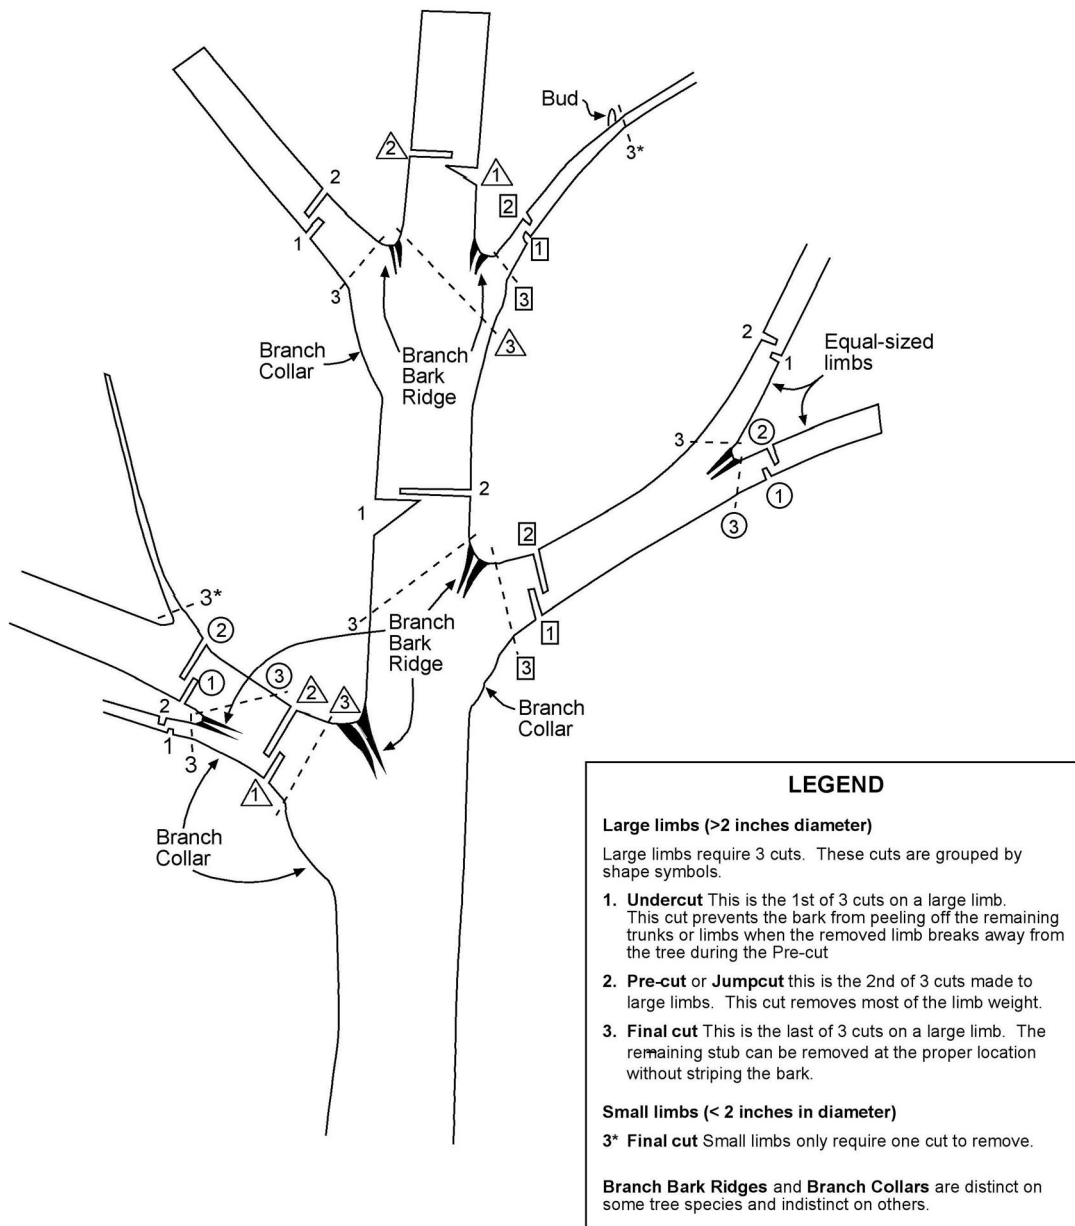 2
1
Bud
3*
2
1
2
1
3
3
3
Branch
Collar
Branch
Bark
Ridge
2
1
Equal-sized
limbs
3
2
1
3
2
1
2
1
3
3
Branch
Bark
Ridge
Branch
Collar
3*
2
1
3
2
3
2
1
3
1
Branch
Collar
LEGEND
Large limbs (>2 inches diameter)
Large limbs require 3 cuts. These cuts are grouped by
shape symbols.
1. Undercut This is the 1st of 3 cuts on a large limb.
This cut prevents the bark from peeling off the remaining
trunks or limbs when the removed limb breaks away from
the tree during the Pre-cut
2. Pre-cut or Jumpcut this is the 2nd of 3 cuts made to
large limbs. This cut removes most of the limb weight.
3. Final cut This is the last of 3 cuts on a large limb. The
remaining stub can be removed at the proper location
without striping the bark.
Small limbs (< 2 inches in diameter)
3* Final cut Small limbs only require one cut to remove.
Branch Bark Ridges and Branch Collars are distinct on
some tree species and indistinct on others.